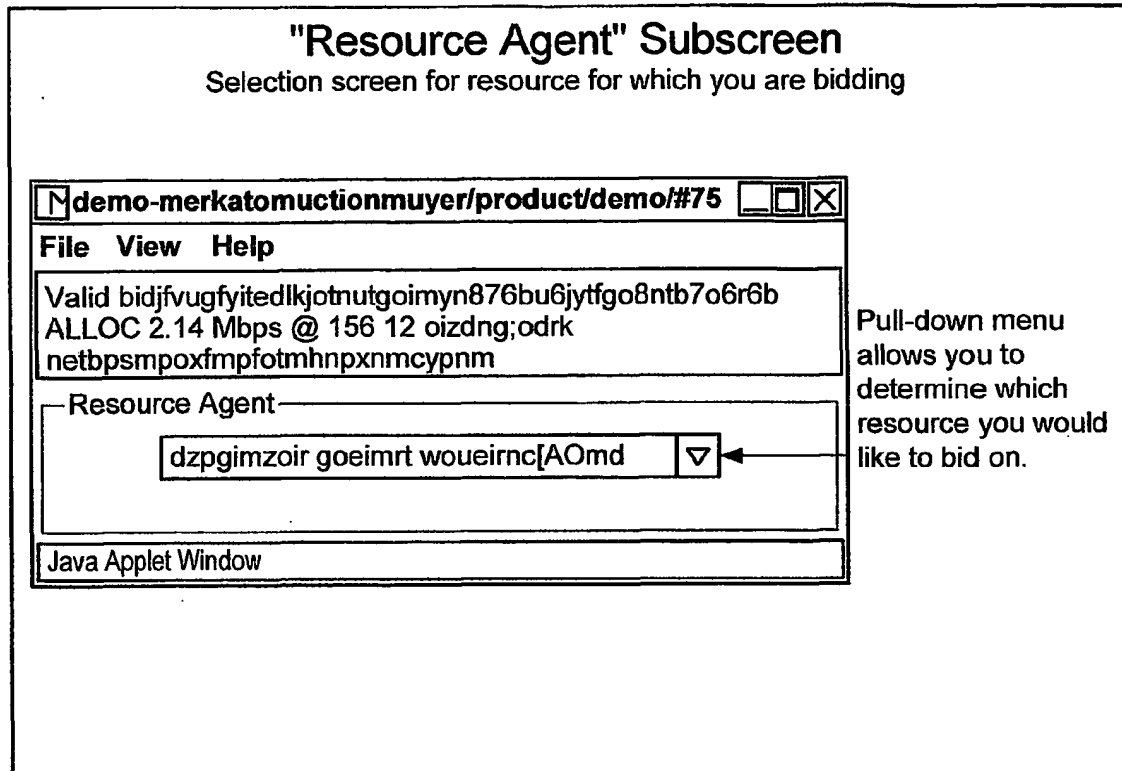 "Resource Agent" Subscreen
Selection screen for resource for which you are bidding
demo-merkatomuctionmuyer/product/demo/#75
File View Help
Valid bidjfvugfyitedlkjotnutgoimyn876bu6jytfgo8ntb7o6r6b
ALLOC 2.14 Mbps @ 156 12 oizdng;odrk
netbpsmpoxfmpfotmhnpxnmcypnm
Resource Agent
dzpgimzoir goeimrt woueirnc[AOmd
Java Applet Window
Pull-down menu
allows you to
determine which
resource you would
like to bid on.